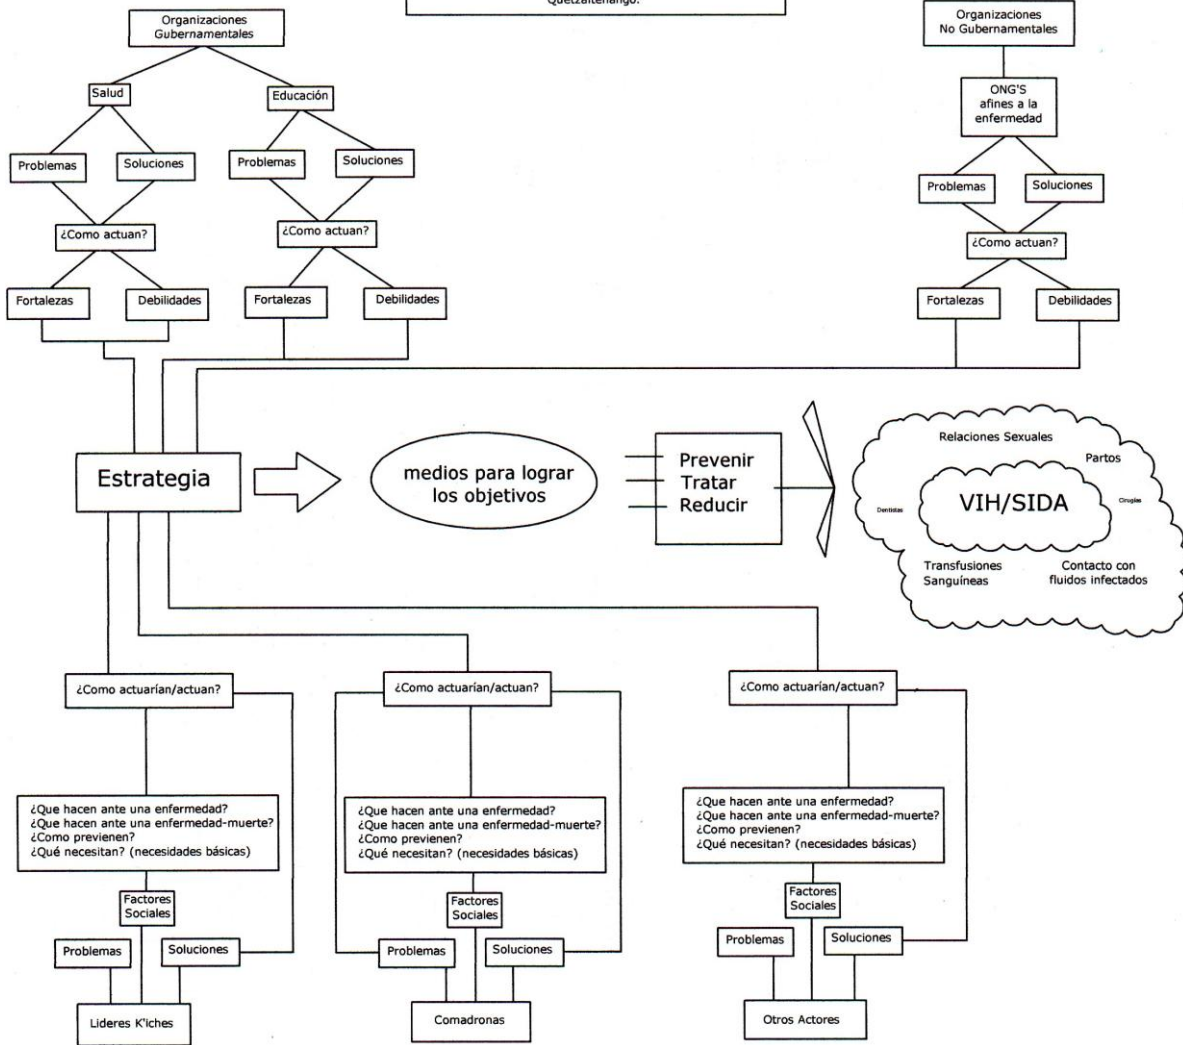 Quetzaltenango.
Organizaciones
Gubernamentales
Organizaciones
No Gubernamentales
Salud
Educación
ONG'S
afines a la
enfermedad
Problemas
Soluciones
Problemas
Soluciones
Problemas
Soluciones
¿Como actuan?
¿Como actuan?
¿Como actuan?
Fortalezas
Debilidades
Fortalezas
Debilidades
Fortalezas
Debilidades
Estrategia
medios para lograr
los objetivos
Prevenir
Tratar
Reducir
Relaciones Sexuales
Partos
Dentistas
VIH/SIDA
Cirugías
Transfusiones
Sanguíneas
Contacto con
fluidos infectados
¿Como actuarían/actuan?
¿Como actuarían/actuan?
¿Como actuarían/actuan?
¿Que hacen ante una enfermedad?
¿Que hacen ante una enfermedad-muerte?
¿Como previenen?
¿Qué necesitan? (necesidades básicas)
¿Que hacen ante una enfermedad?
¿Que hacen ante una enfermedad-muerte?
¿Como previenen?
¿Qué necesitan? (necesidades básicas)
¿Que hacen ante una enfermedad?
¿Que hacen ante una enfermedad-muerte?
¿Como previenen?
¿Qué necesitan? (necesidades básicas)
Factores
Sociales
Factores
Sociales
Factores
Sociales
Problemas
Soluciones
Problemas
Soluciones
Problemas
Soluciones
Lideres K'iches
Comadronas
Otros Actores